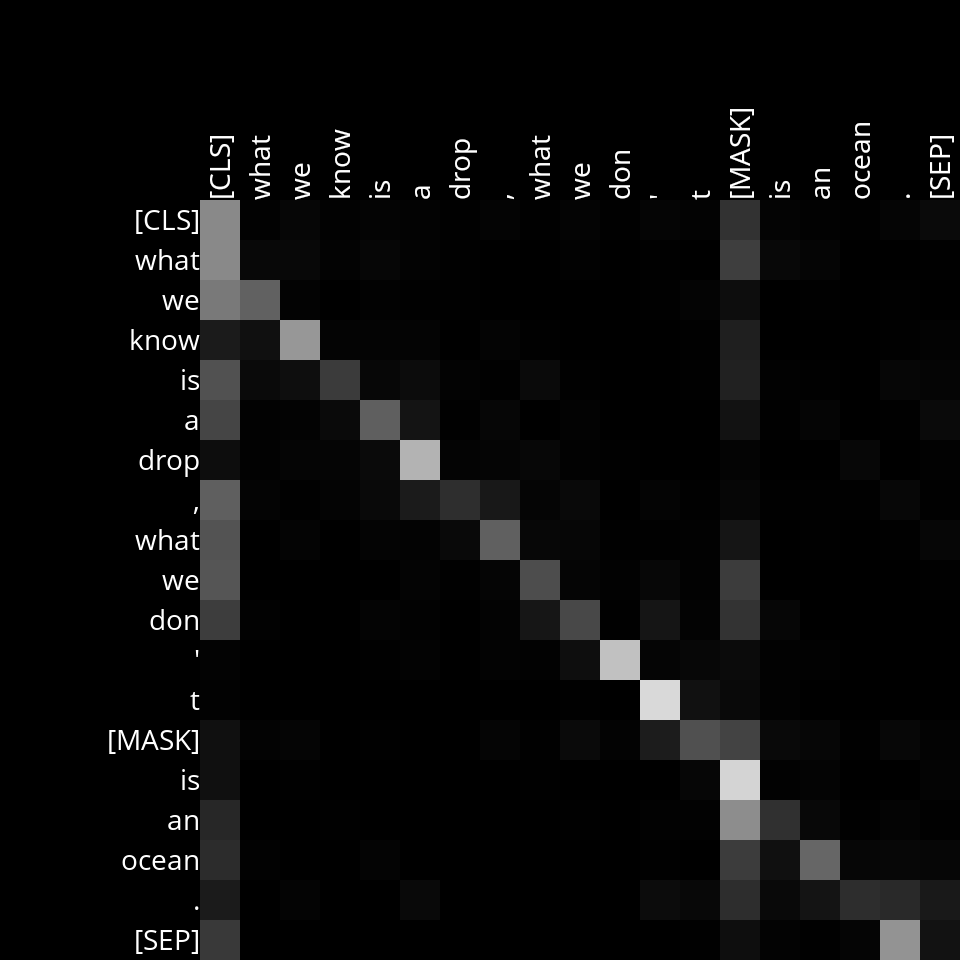 [CLS] what we know is a drop , what we don ' t [MASK] is an ocean . [SEP]
[CLS]
what
we
know
is
a
drop
,
what
we
don
'
t
[MASK]
is
an
ocean
.
[SEP]